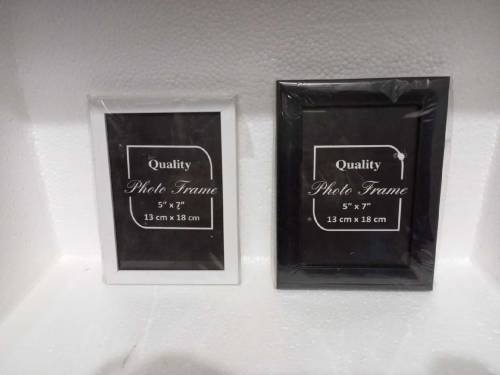 Quality
Photo Frame
5” x 7”
13 cm x 18 cm
Quality
Photo Frame
5” x 7”
13 cm x 18 cm